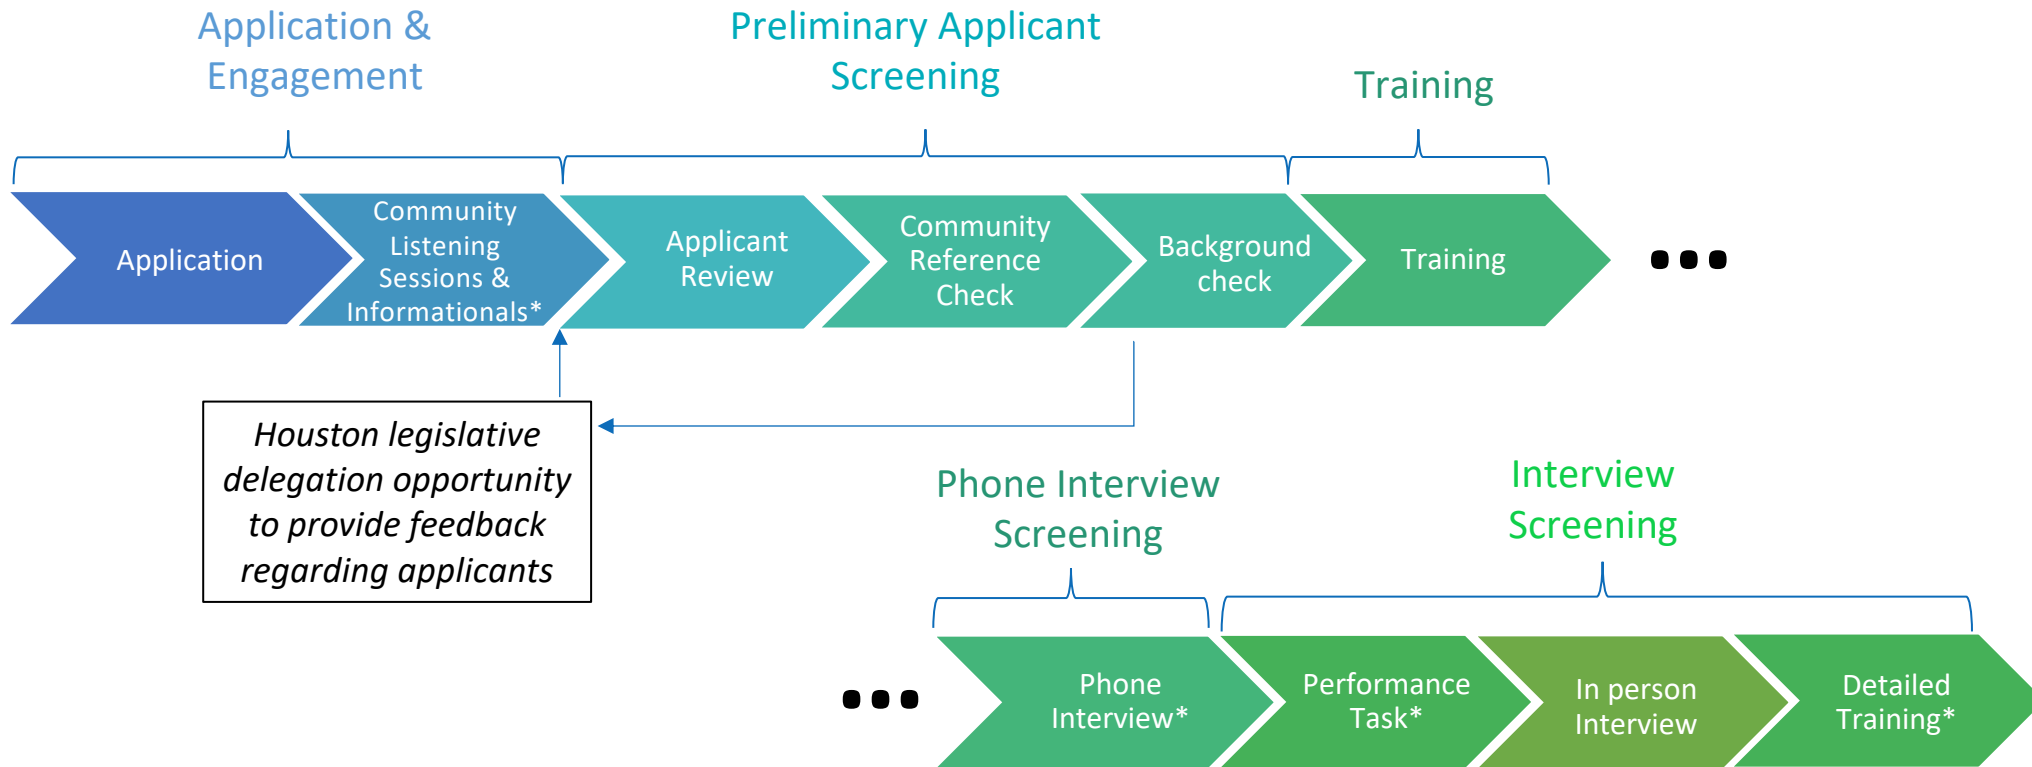 Application &
Engagement
Preliminary Applicant
Screening
Training
Application
Community
Listening
Sessions &
Informationals*
Applicant
Review
Community
Reference
Check
Background
check
Training
...
Houston legislative
delegation opportunity
to provide feedback
regarding applicants
Phone Interview
Screening
Interview
Screening
...
Phone
Interview*
Performance
Task*
In person
Interview
Detailed
Training*